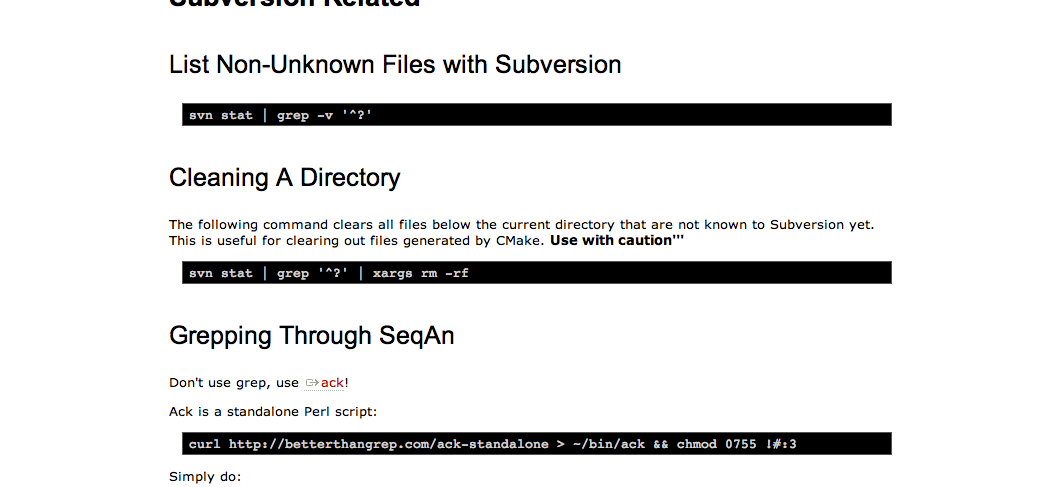 Subversion Related
List Non-Unknown Files with Subversion
svn stat | grep -v '^?'
Cleaning A Directory
The following command clears all files below the current directory that are not known to Subversion yet.
This is useful for clearing out files generated by CMake. Use with caution'''
svn stat | grep '^?' | xargs rm -rf
Grepping Through SeqAn
Don't use grep, use ack!
Ack is a standalone Perl script:
curl http://betterthangrep.com/ack-standalone > ~/bin/ack && chmod 0755 !#:3
Simply do: